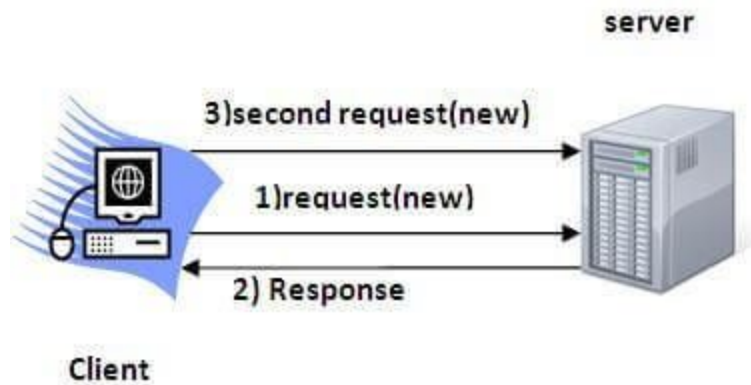 server
3)second request(new)
1)request(new)
2) Response
Client